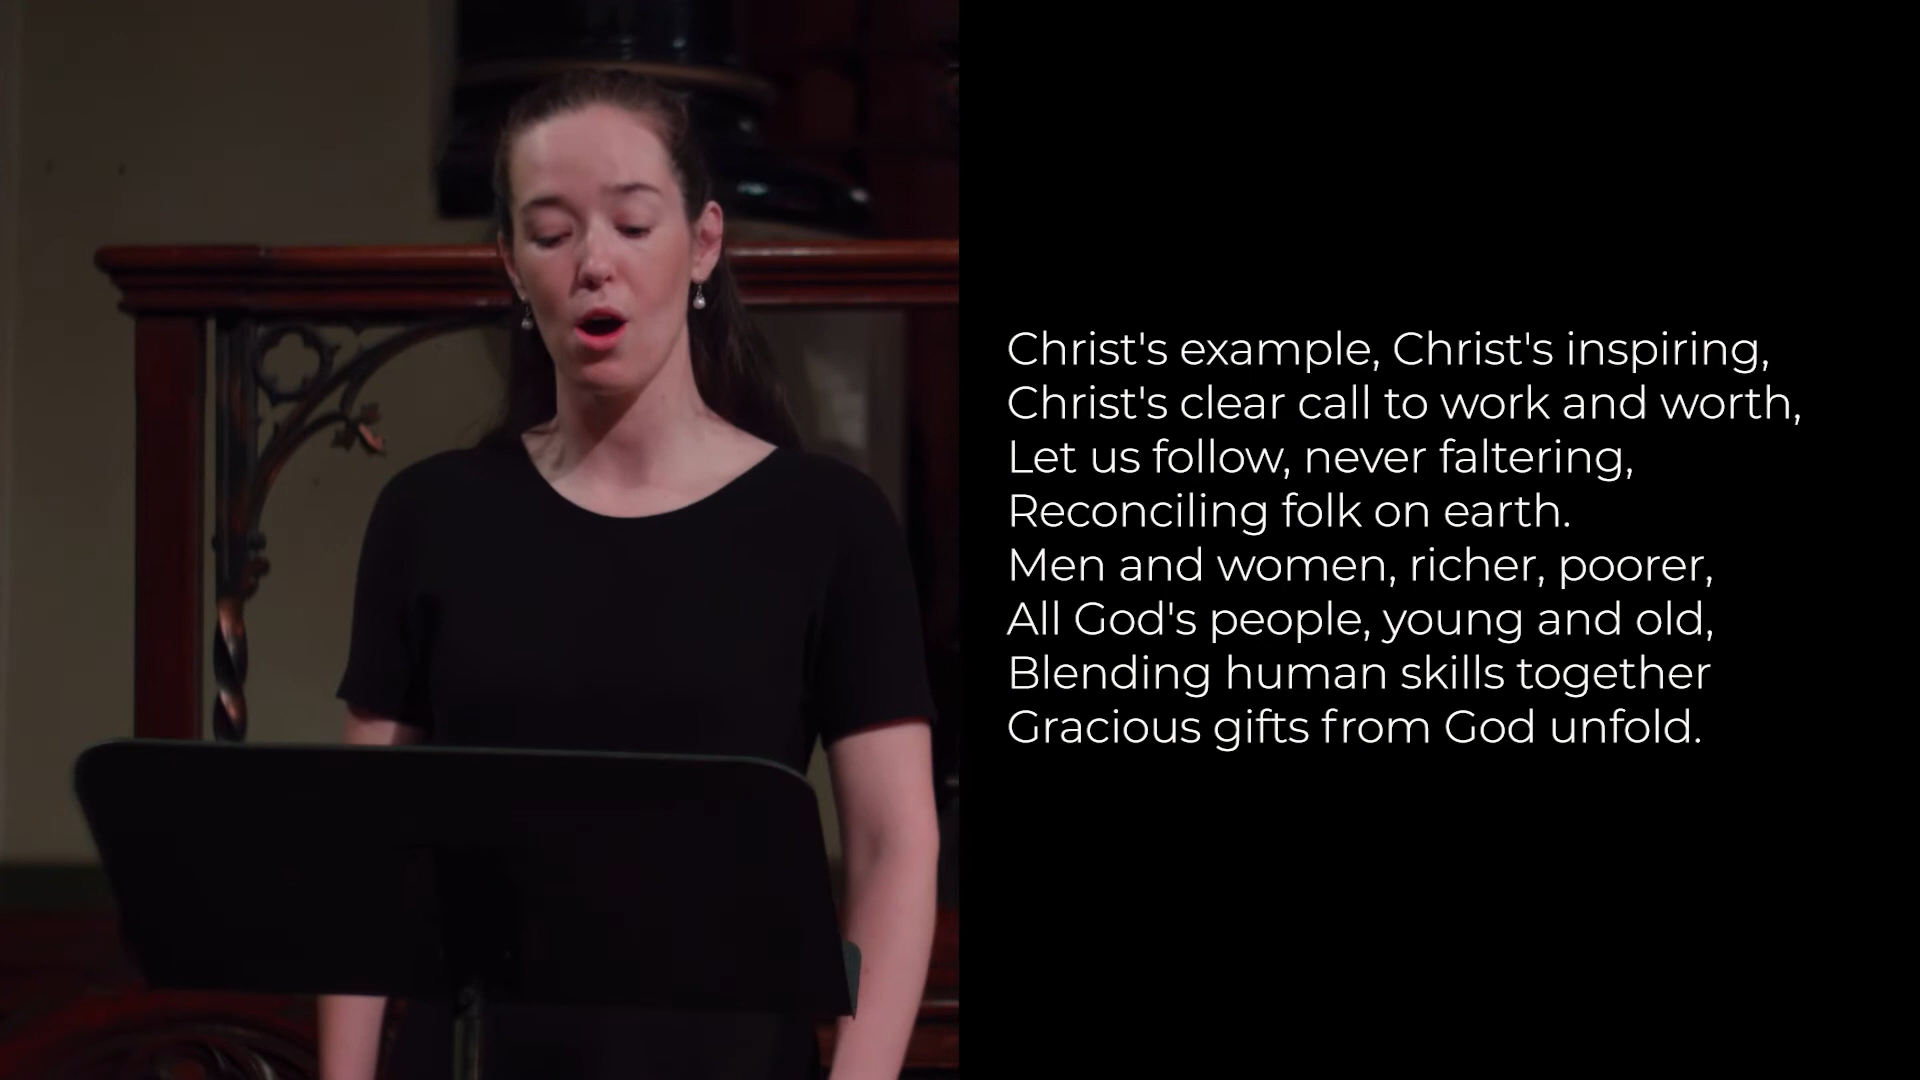 Christ's example, Christ's inspiring,
Christ's clear call to work and worth,
Let us follow, never faltering,
Reconciling folk on earth.
Men and women, richer, poorer,
All God's people, young and old,
Blending human skills together
Gracious gifts from God unfold.